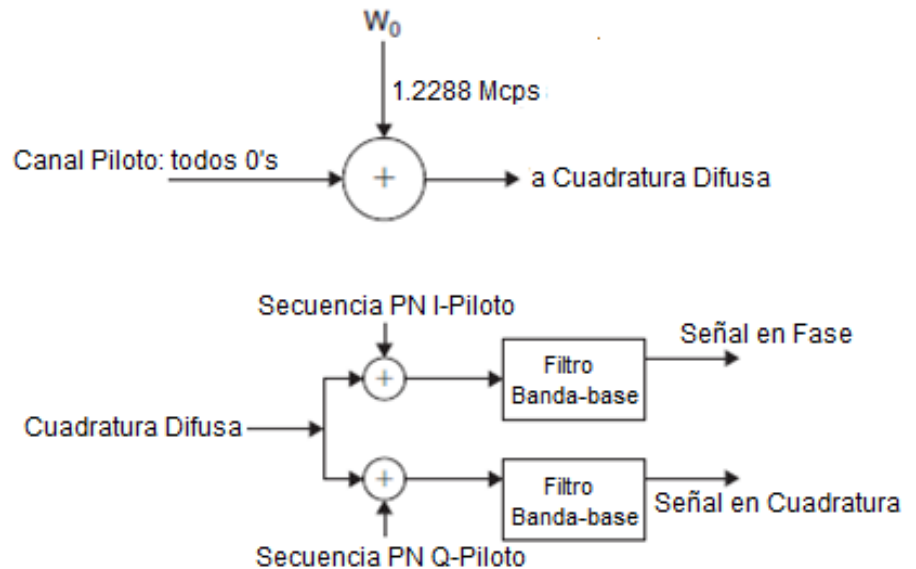 W0
1.2288 Mcps
Canal Piloto: todos 0's
+
a Cuadratura Difusa
Secuencia PN I-Piloto
Señal en Fase
+
Filtro
Banda-base
Cuadratura Difusa
+
Filtro
Banda-base
Señal en Cuadratura
Secuencia PN Q-Piloto